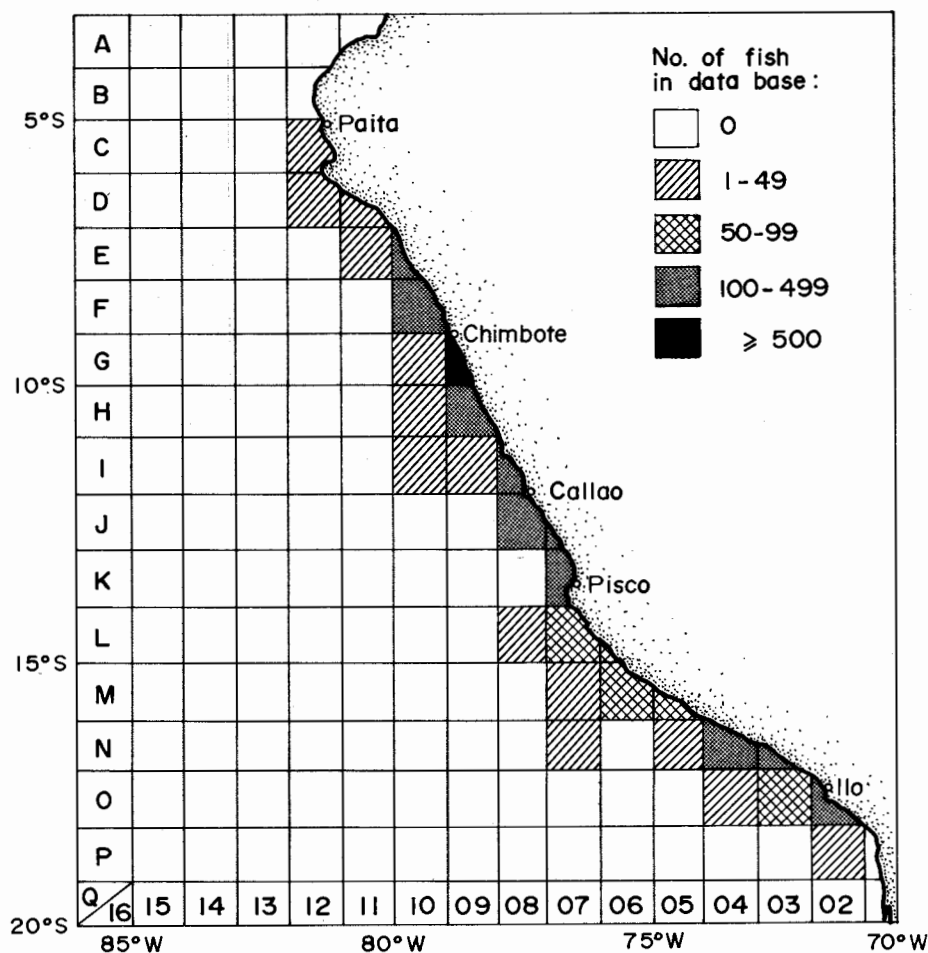 No. of fish
in data base:
0
1-49
50-99
100-499
≥ 500
A
B
5°S
Paita
C
D
E
F
Chimbote
G
10°S
H
I
Callao
J
K
Pisco
L
15°S
M
N
O
Ilo
P
Q/16 15 14 13 12 11 10 09 08 07 06 05 04 03 02
20°S
85°W 80°W 75°W 70°W